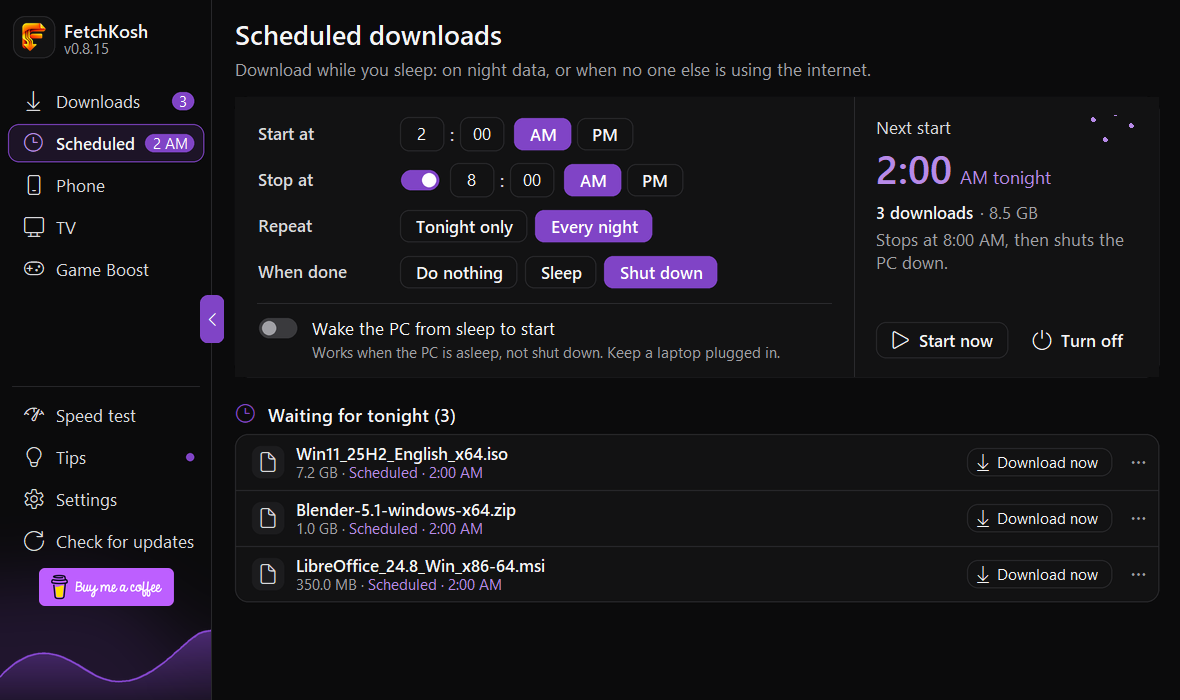 FetchKosh
v0.8.15
Downloads 3
Scheduled 2 AM
Phone
TV
Game Boost
Speed test
Tips
Settings
Check for updates
Buy me a coffee
Scheduled downloads
Download while you sleep: on night data, or when no one else is using the internet.
Start at 2 : 00 AM PM
Stop at 8 : 00 AM PM
Repeat Tonight only Every night
When done Do nothing Sleep Shut down
Wake the PC from sleep to start
Works when the PC is asleep, not shut down. Keep a laptop plugged in.
Next start
2:00 AM tonight
3 downloads · 8.5 GB
Stops at 8:00 AM, then shuts the
PC down.
Start now Turn off
Waiting for tonight (3)
Win11_25H2_English_x64.iso
7.2 GB · Scheduled · 2:00 AM
Download now
Blender-5.1-windows-x64.zip
1.0 GB · Scheduled · 2:00 AM
Download now
LibreOffice_24.8_Win_x86-64.msi
350.0 MB · Scheduled · 2:00 AM
Download now